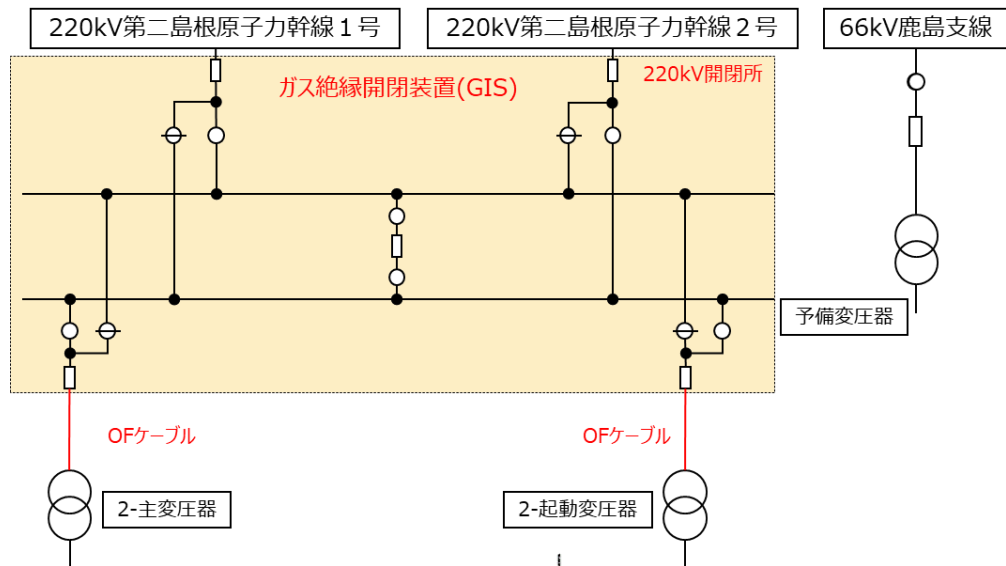 220kV第二島根原子力幹線１号
220kV第二島根原子力幹線２号
66kV鹿島支線
ガス絶縁開閉装置(GIS)
220kV開閉所
予備変圧器
OFケーブル
OFケーブル
2-主変圧器
2-起動変圧器